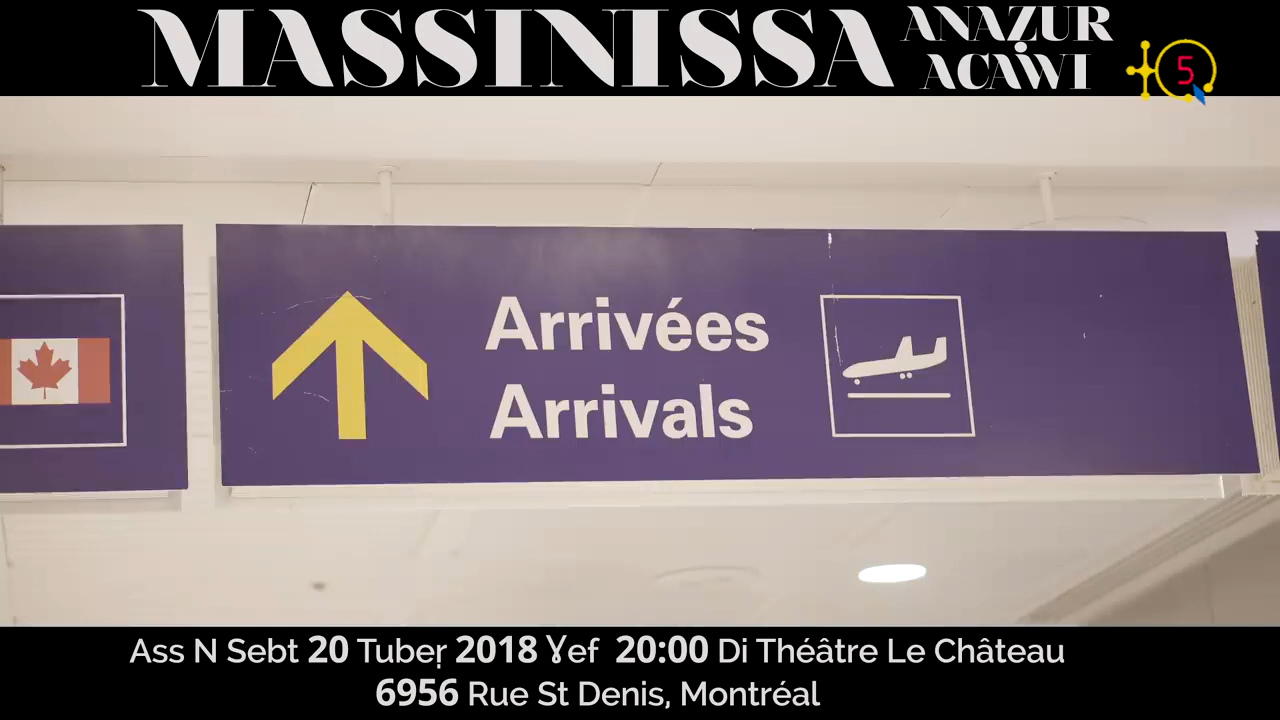 MASSINISSA
ANAZUR
ACAWI
5
Arrivées
Arrivals
Ass N Sebt 20 Tubeṛ 2018 Ɣef 20:00 Di Théâtre Le Château
6956 Rue St Denis, Montréal